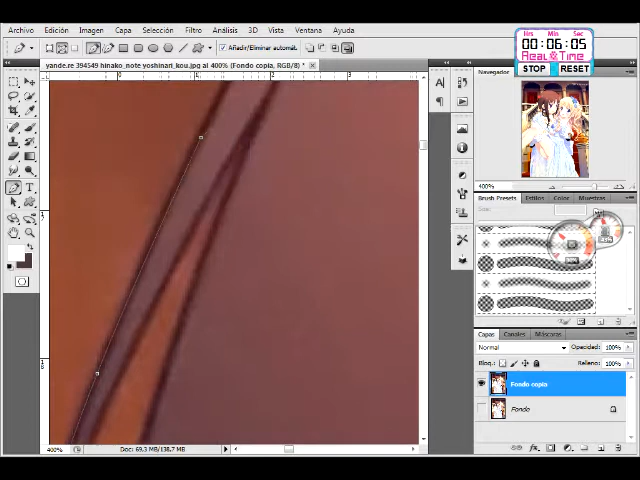 Archivo Edición Imagen Capa Selección Filtro Análisis 3D Vista Ventana Ayuda
Hrs Min Sec
00:06:05
Real & Time
STOP RESET
Añadir/Eliminar automát.
yande.re 394549 hinako_note yoshinari_kou.jpg al 400% (Fondo copia, RGB/8) *
Navegador
400%
Brush Presets Estilos Muestras
Capas Canales Máscaras
Normal Opacidad: 100%
Bloq.: Relleno: 100%
Fondo copia
Fondo
400% Doc: 69,3 MB/138,7 MB